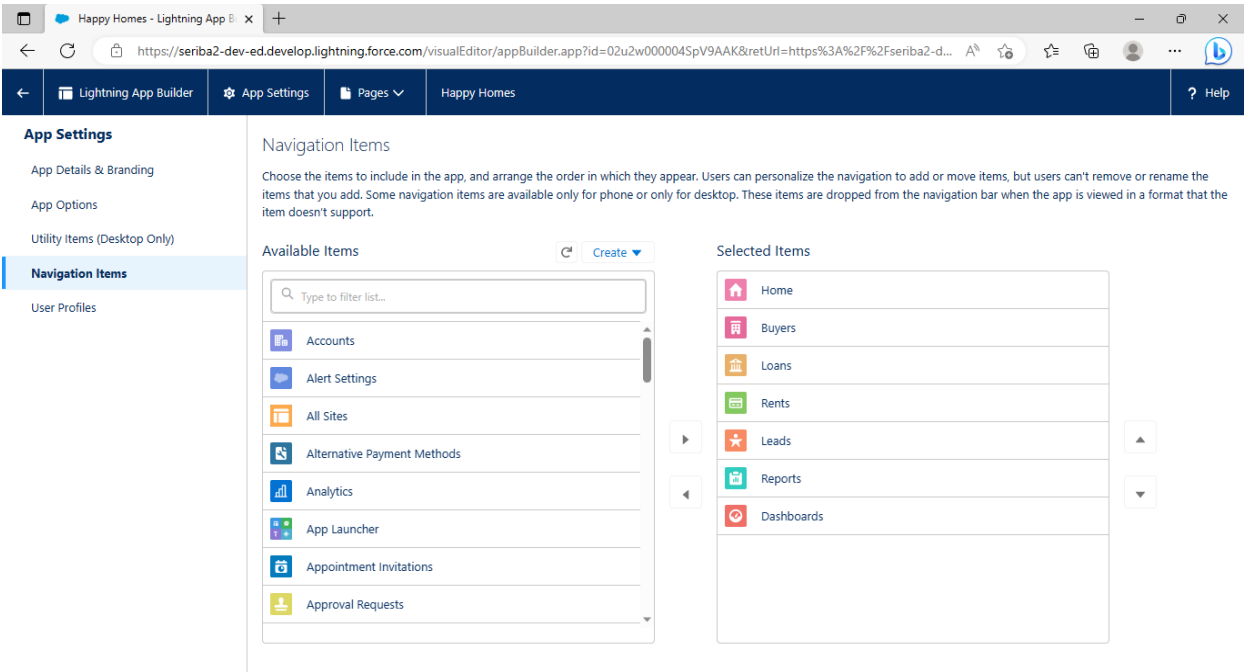 Happy Homes - Lightning App B
https://seriba2-dev-ed.develop.lightning.force.com/visualEditor/appBuilder.app?id=02u2w000004SpV9AAK&retUrl=https%3A%2F%2Fseriba2-d...
Lightning App Builder
App Settings
Pages
Happy Homes
? Help
App Settings
App Details & Branding
App Options
Utility Items (Desktop Only)
Navigation Items
User Profiles
Navigation Items
Choose the items to include in the app, and arrange the order in which they appear. Users can personalize the navigation to add or move items, but users can't remove or rename the
items that you add. Some navigation items are available only for phone or only for desktop. These items are dropped from the navigation bar when the app is viewed in a format that the
item doesn't support.
Available Items
Create
Type to filter list...
Accounts
Alert Settings
All Sites
Alternative Payment Methods
Analytics
App Launcher
Appointment Invitations
Approval Requests
Selected Items
Home
Buyers
Loans
Rents
Leads
Reports
Dashboards